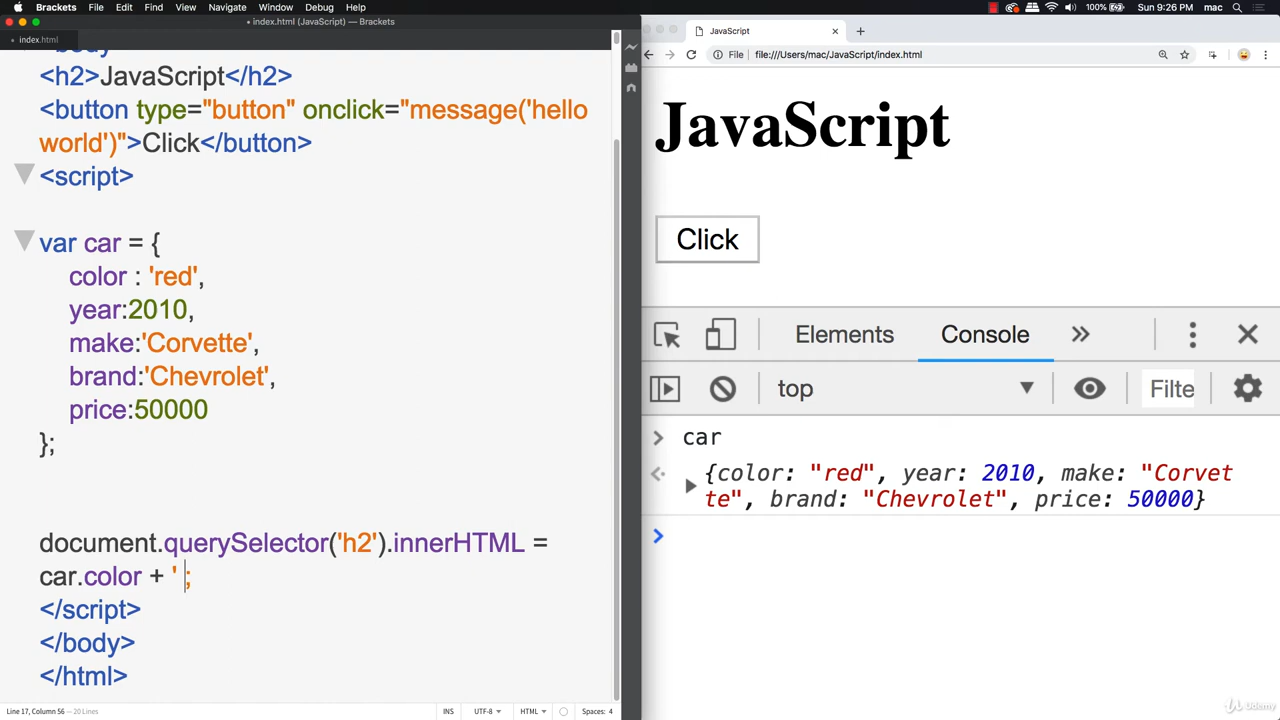 Brackets File Edit Find View Navigate Debug Help 100% Sun 9:26 PM mac
• index.html (JavaScript) — Brackets
• index.html
body
<h2>JavaScript</h2>
<button type="button" onclick="message('hello
world')">Click</button>
<script>
var car = {
color : 'red',
year:2010,
make:'Corvette',
brand:'Chevrolet',
price:50000
};
document.querySelector('h2').innerHTML =
car.color + ' ;
</script>
</body>
</html>
Line 17, Column 56 — 20 Lines
INS UTF-8 HTML Spaces: 4
JavaScript
File file:///Users/mac/JavaScript/index.html
JavaScript
Click
Elements Console
top Filte
car
{color: "red", year: 2010, make: "Corvet
te", brand: "Chevrolet", price: 50000}
Udemy